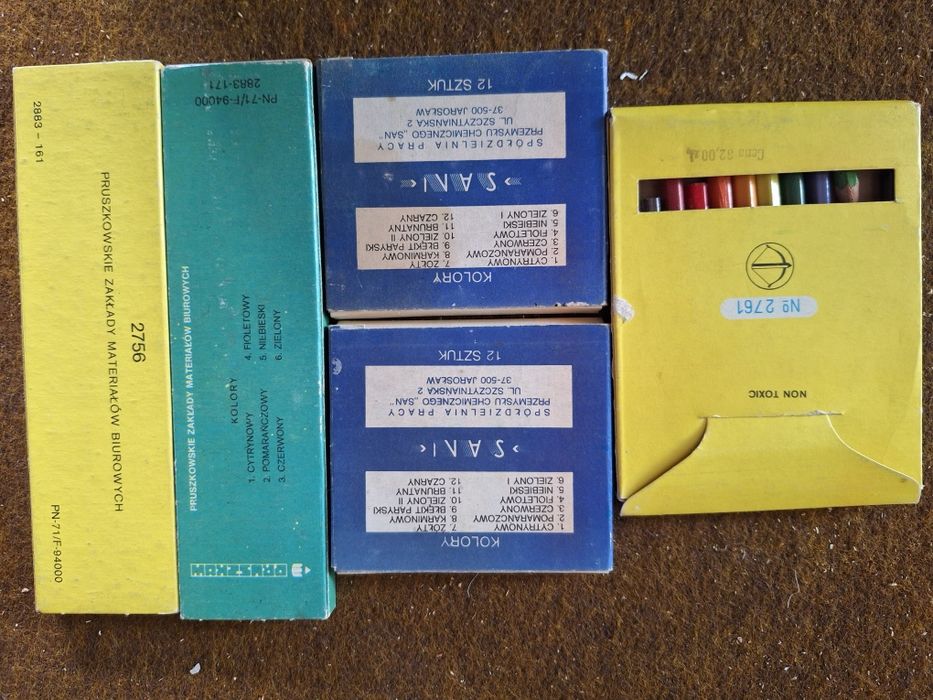 2883 – 161
PRUSZKOWSKIE ZAKŁADY MATERIAŁÓW BIUROWYCH
2756
PN-71/F-94000
PN-71/F-94000
2883-171
PRUSZKOWSKIE ZAKŁADY MATERIAŁÓW BIUROWYCH
KOLORY
1. CYTRYNOWY
2. POMARAŃCZOWY
3. CZERWONY
4. FIOLETOWY
5. NIEBIESKI
6. ZIELONY
PRUSZKÓW
KOLORY
1. CYTRYNOWY
2. POMARAŃCZOWY
3. CZERWONY
4. FIOLETOWY
5. NIEBIESKI
6. ZIELONY I
7. ŻÓŁTY
8. KARMINOWY
9. BŁĘKIT PARYSKI
10. ZIELONY II
11. BRUNATNY
12. CZARNY
SAN
SPÓŁDZIELNIA PRACY
PRZEMYSŁU CHEMICZNEGO „SAN"
UL. SZCZYTNIAŃSKA 2
37-500 JAROSŁAW
12 SZTUK
KOLORY
1. CYTRYNOWY
2. POMARAŃCZOWY
3. CZERWONY
4. FIOLETOWY
5. NIEBIESKI
6. ZIELONY I
7. ŻÓŁTY
8. KARMINOWY
9. BŁĘKIT PARYSKI
10. ZIELONY II
11. BRUNATNY
12. CZARNY
SAN
SPÓŁDZIELNIA PRACY
PRZEMYSŁU CHEMICZNEGO „SAN"
UL. SZCZYTNIAŃSKA 2
37-500 JAROSŁAW
12 SZTUK
NON TOXIC
Nº 2761
Cena 32,00 zł